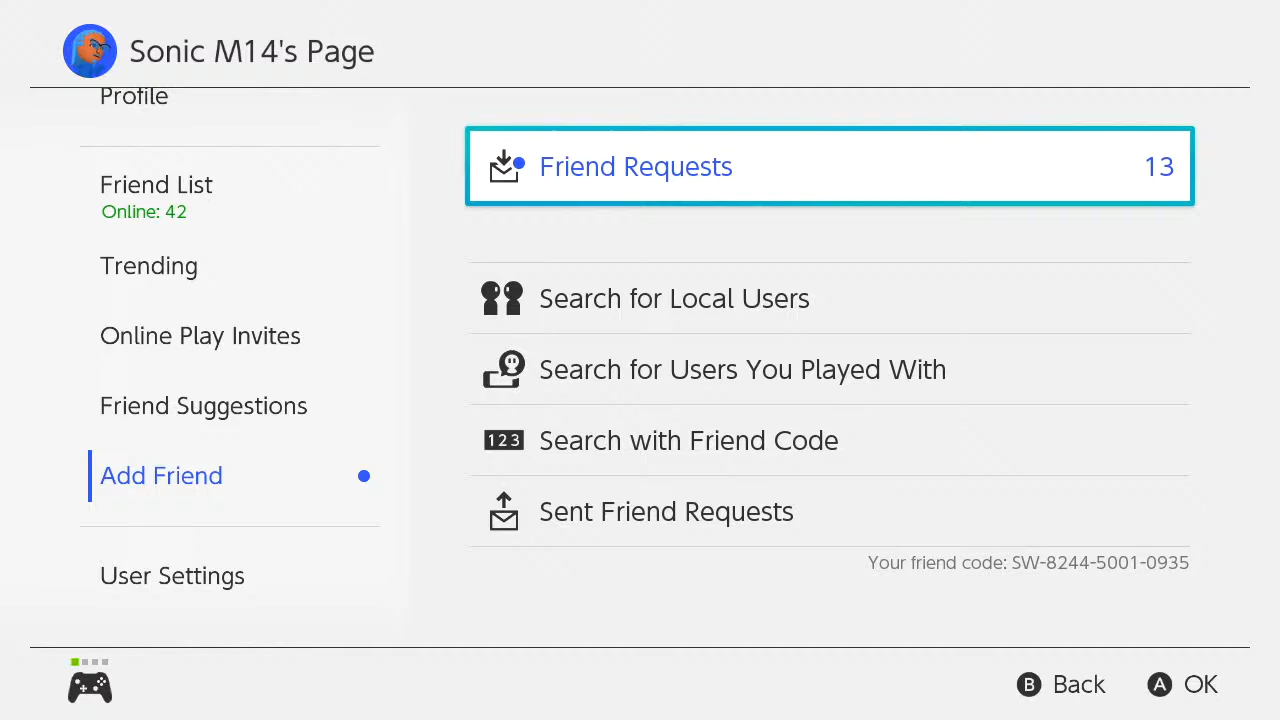 Sonic M14's Page
Profile
Friend List
Online: 42
Trending
Online Play Invites
Friend Suggestions
Add Friend
User Settings
Friend Requests 13
Search for Local Users
Search for Users You Played With
123 Search with Friend Code
Sent Friend Requests
Your friend code: SW-8244-5001-0935
B Back A OK